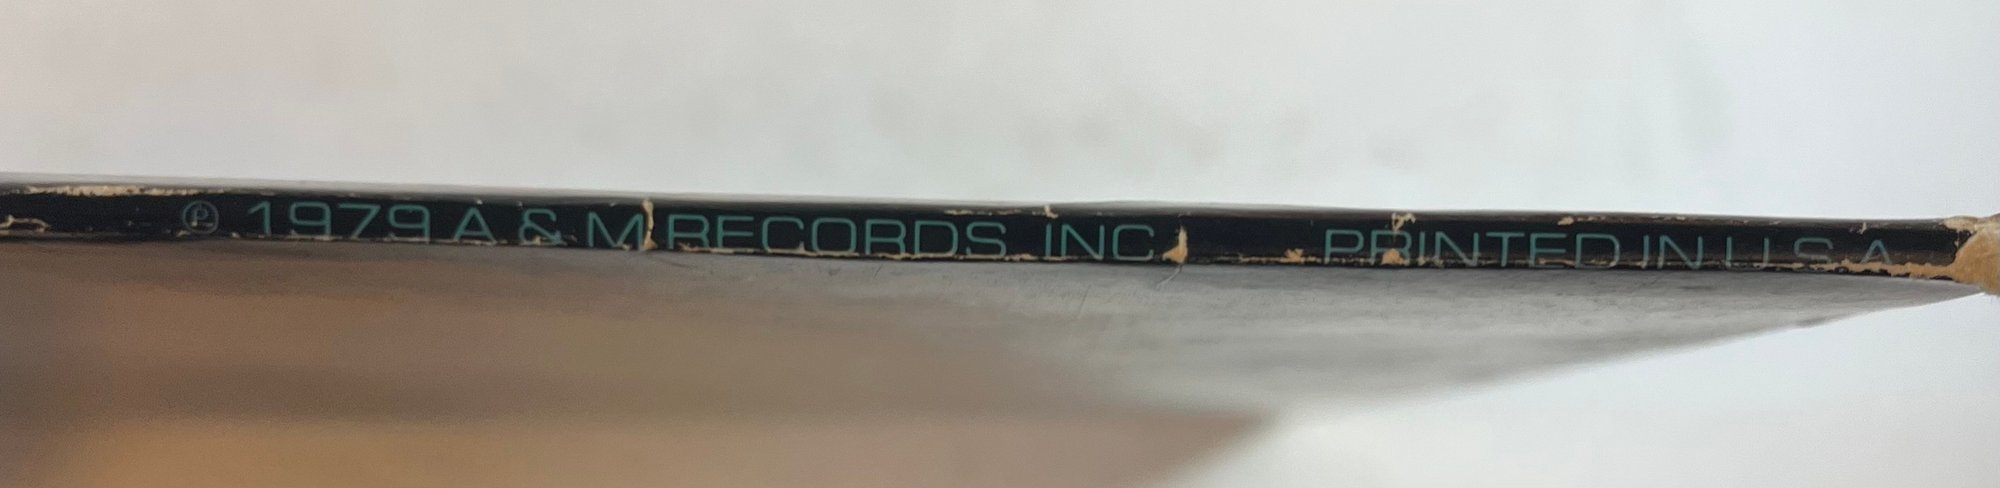 ℗ 1979 A & M RECORDS, INC. PRINTED IN U.S.A.